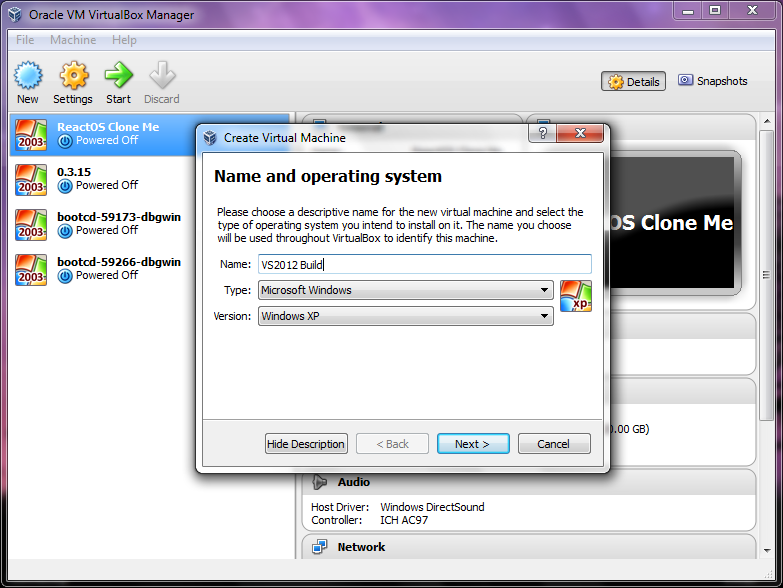 Oracle VM VirtualBox Manager
File Machine Help
New Settings Start Discard
Details Snapshots
2003 ReactOS Clone Me
Powered Off
2003 0.3.15
Powered Off
2003 bootcd-59173-dbgwin
Powered Off
2003 bootcd-59266-dbgwin
Powered Off
Create Virtual Machine
?
Name and operating system
Please choose a descriptive name for the new virtual machine and select the
type of operating system you intend to install on it. The name you choose
will be used throughout VirtualBox to identify this machine.
Name: VS2012 Build
Type: Microsoft Windows
Version: Windows XP
xp
Hide Description < Back Next > Cancel
OS Clone Me
.00 GB)
Audio
Host Driver: Windows DirectSound
Controller: ICH AC97
Network